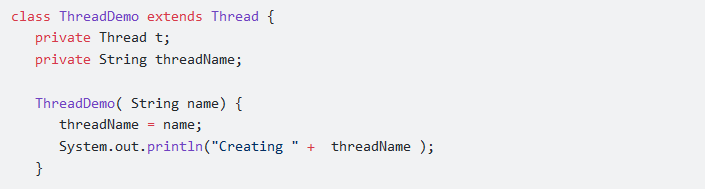 class ThreadDemo extends Thread {
   private Thread t;
   private String threadName;

   ThreadDemo( String name) {
      threadName = name;
      System.out.println("Creating " +  threadName );
   }